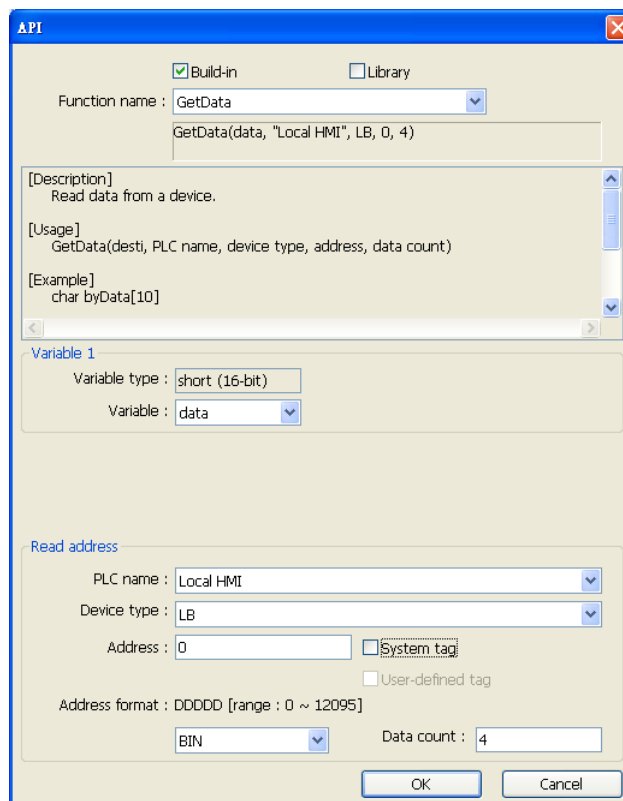 API
Build-in Library
Function name : GetData
GetData(data, "Local HMI", LB, 0, 4)
[Description]
Read data from a device.
[Usage]
GetData(desti, PLC name, device type, address, data count)
[Example]
char byData[10]
Variable 1
Variable type : short (16-bit)
Variable : data
Read address
PLC name : Local HMI
Device type : LB
Address : 0 System tag
User-defined tag
Address format : DDDDD [range : 0 ~ 12095]
BIN Data count : 4
OK Cancel